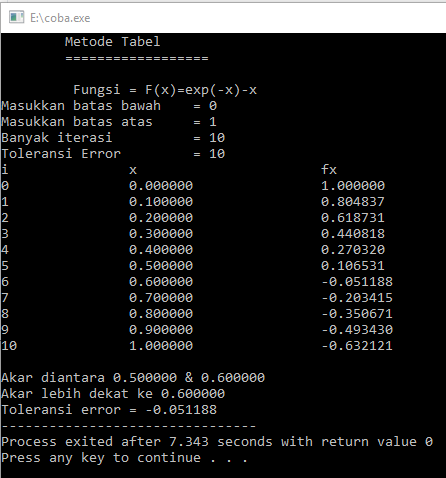 E:\coba.exe
Metode Tabel
==================
Fungsi = F(x)=exp(-x)-x
Masukkan batas bawah    = 0
Masukkan batas atas     = 1
Banyak iterasi          = 10
Toleransi Error         = 10
i               x                       fx
0               0.000000                1.000000
1               0.100000                0.804837
2               0.200000                0.618731
3               0.300000                0.440818
4               0.400000                0.270320
5               0.500000                0.106531
6               0.600000                -0.051188
7               0.700000                -0.203415
8               0.800000                -0.350671
9               0.900000                -0.493430
10              1.000000                -0.632121
Akar diantara 0.500000 & 0.600000
Akar lebih dekat ke 0.600000
Toleransi error = -0.051188
--------------------------------
Process exited after 7.343 seconds with return value 0
Press any key to continue . . .